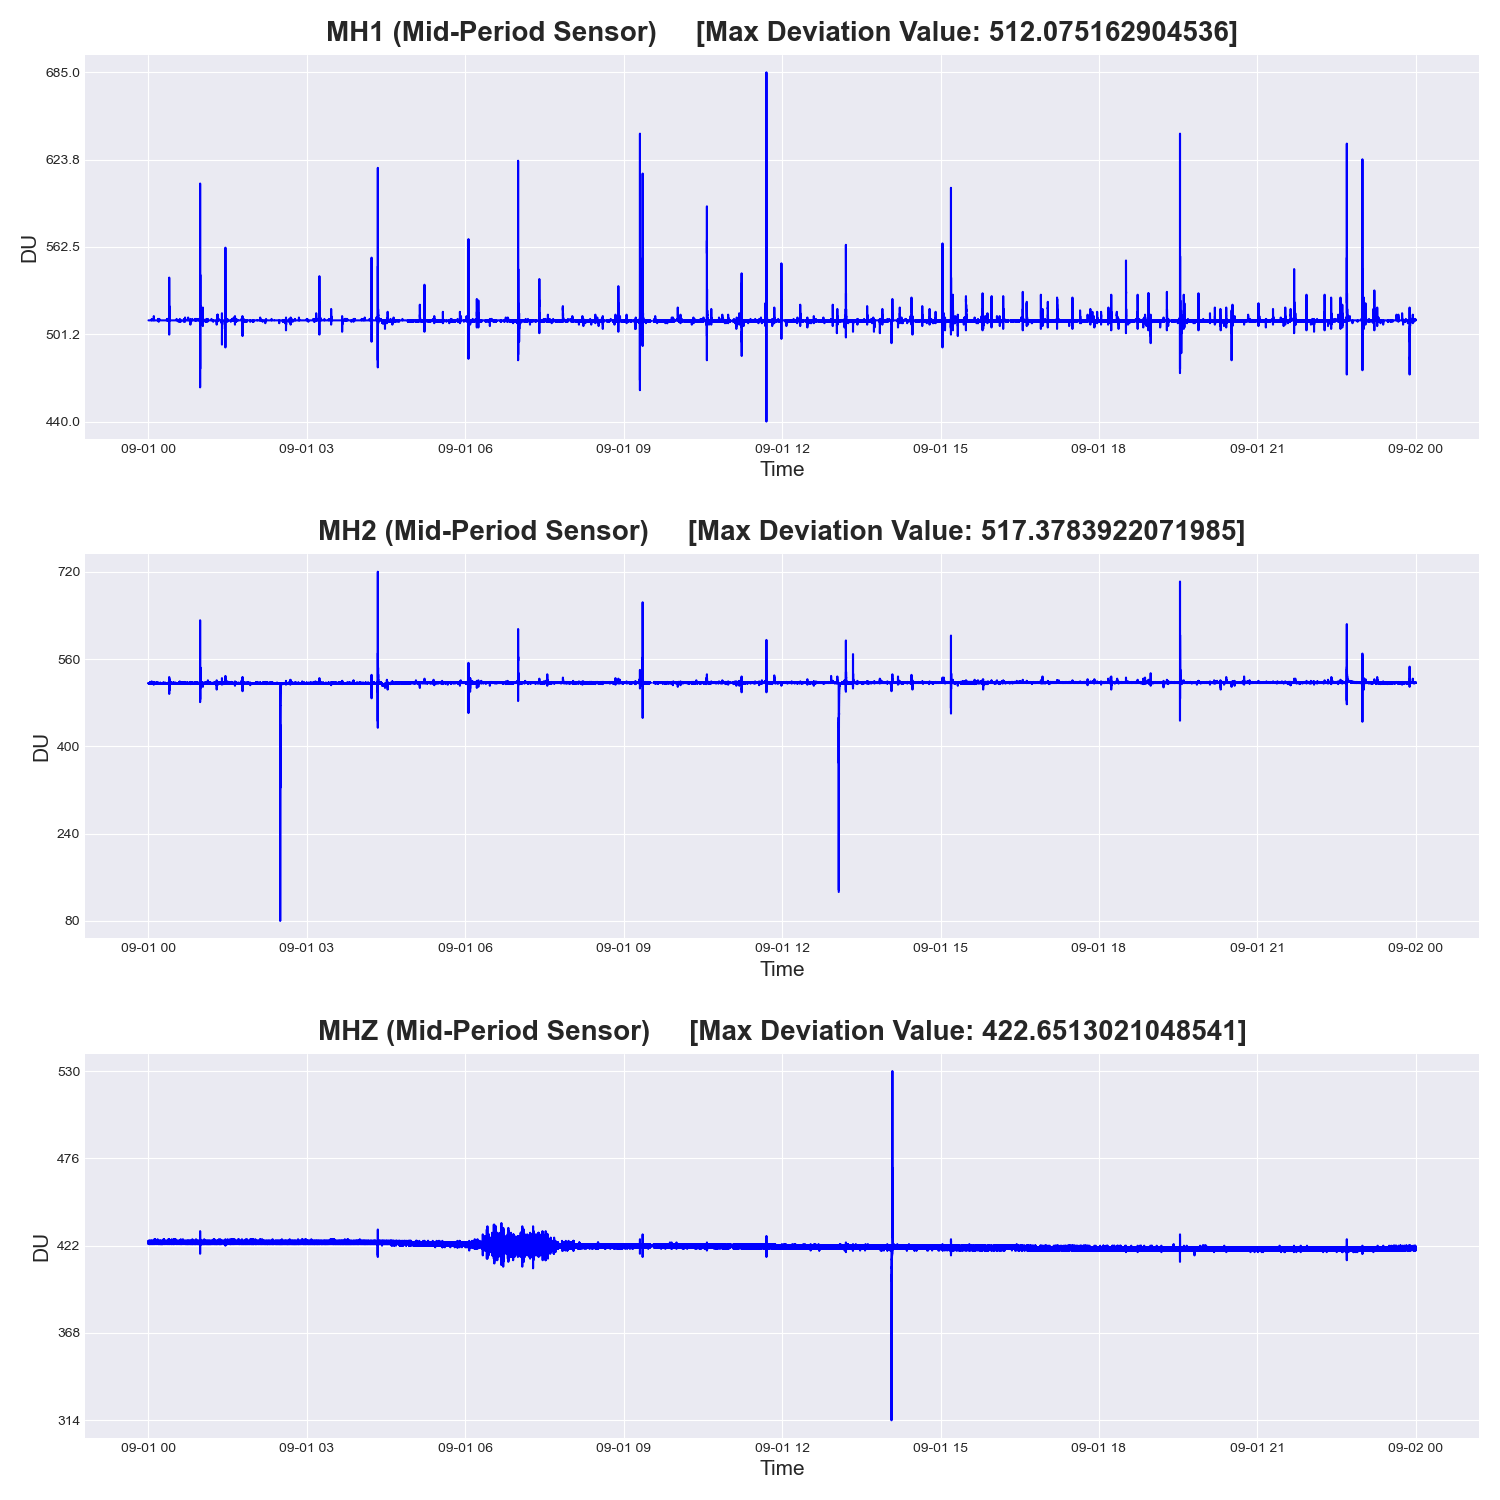 MH1 (Mid-Period Sensor) [Max Deviation Value: 512.075162904536]
685.0
623.8
562.5
501.2
440.0
DU
09-01 00 09-01 03 09-01 06 09-01 09 09-01 12 09-01 15 09-01 18 09-01 21 09-02 00
Time
MH2 (Mid-Period Sensor) [Max Deviation Value: 517.3783922071985]
720
560
400
240
80
DU
09-01 00 09-01 03 09-01 06 09-01 09 09-01 12 09-01 15 09-01 18 09-01 21 09-02 00
Time
MHZ (Mid-Period Sensor) [Max Deviation Value: 422.6513021048541]
530
476
422
368
314
DU
09-01 00 09-01 03 09-01 06 09-01 09 09-01 12 09-01 15 09-01 18 09-01 21 09-02 00
Time